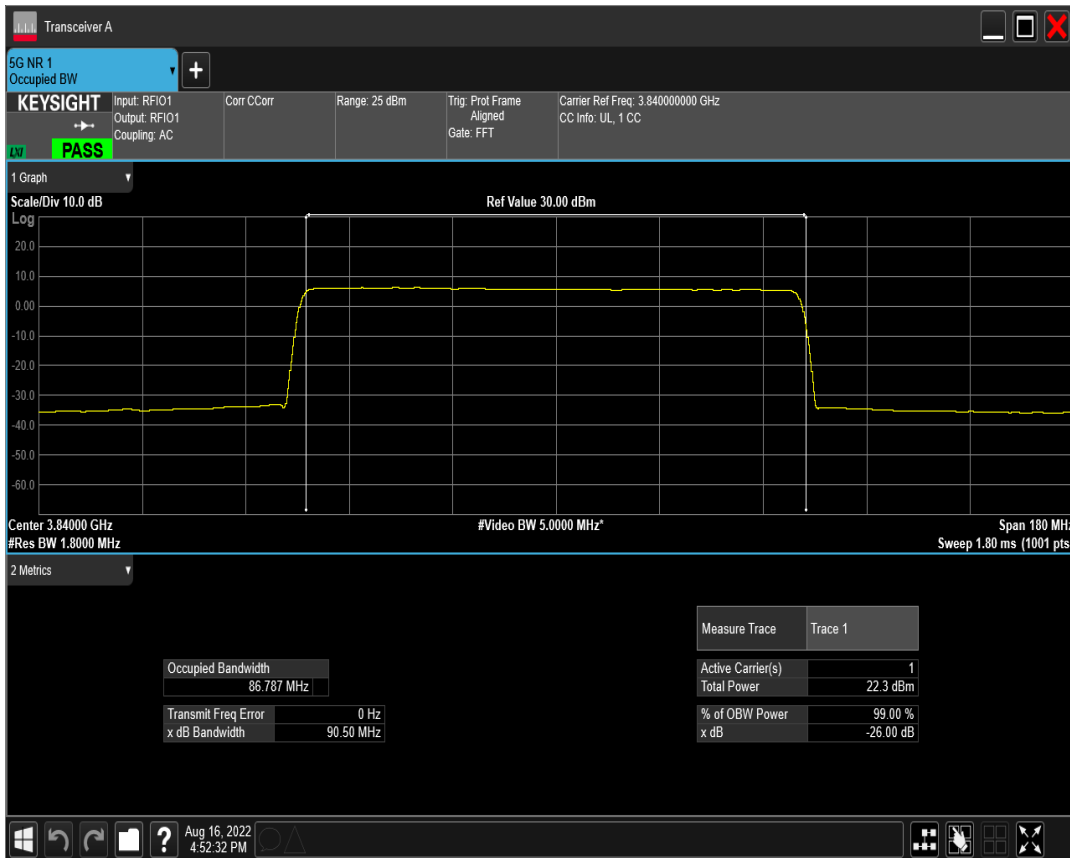 Transceiver A
5G NR 1
Occupied BW
+
KEYSIGHT
LXI
PASS
Input: RFIO1
Output: RFIO1
Coupling: AC
Corr CCorr
Range: 25 dBm
Trig: Prot Frame
Aligned
Gate: FFT
Carrier Ref Freq: 3.840000000 GHz
CC Info: UL, 1 CC
1 Graph
Scale/Div 10.0 dB
Ref Value 30.00 dBm
Log
20.0
10.0
0.00
-10.0
-20.0
-30.0
-40.0
-50.0
-60.0
Center 3.84000 GHz
#Video BW 5.0000 MHz*
Span 180 MHz
#Res BW 1.8000 MHz
Sweep 1.80 ms (1001 pts
2 Metrics
Measure Trace Trace 1
Occupied Bandwidth
86.787 MHz
Active Carrier(s) 1
Total Power 22.3 dBm
Transmit Freq Error 0 Hz
x dB Bandwidth 90.50 MHz
% of OBW Power 99.00 %
x dB -26.00 dB
?
Aug 16, 2022
4:52:32 PM